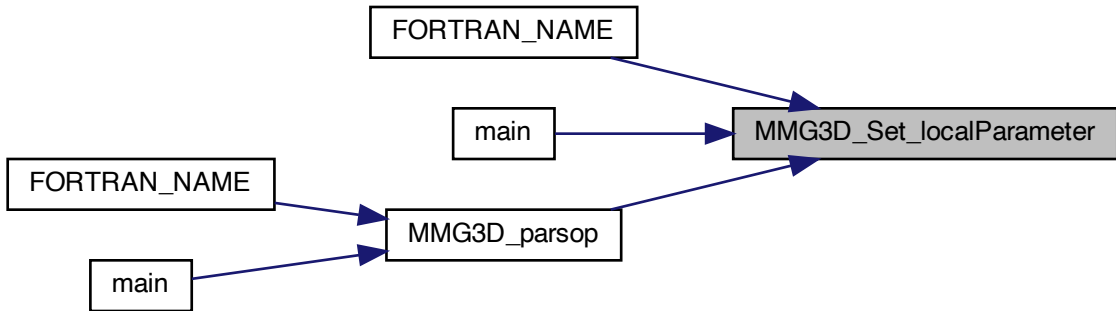 FORTRAN_NAME
main
MMG3D_Set_localParameter
FORTRAN_NAME
MMG3D_parsop
main